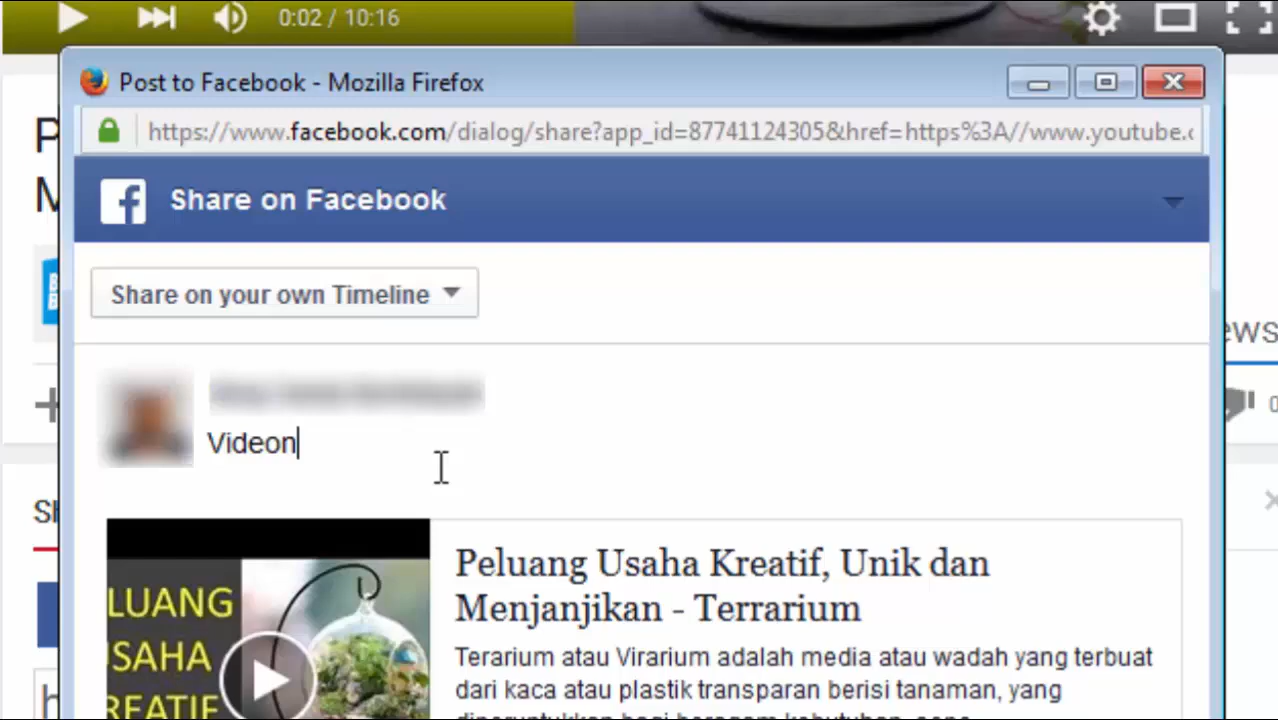 0:02 / 10:16
Post to Facebook - Mozilla Firefox
https://www.facebook.com/dialog/share?app_id=87741124305&href=https%3A//www.youtube.c
Share on Facebook
Share on your own Timeline
Videon
LUANG
USAHA
KREATIF
Peluang Usaha Kreatif, Unik dan
Menjanjikan - Terrarium
Terarium atau Virarium adalah media atau wadah yang terbuat
dari kaca atau plastik transparan berisi tanaman, yang
ews
0